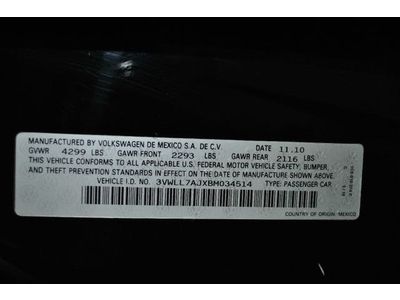 MANUFACTURED BY VOLKSWAGEN DE MEXICO S.A. DE C.V. DATE 11.10
GVWR 4299 LBS GAWR FRONT 2293 LBS GAWR REAR 2116 LBS
THIS VEHICLE CONFORMS TO ALL APPLICABLE U.S. FEDERAL MOTOR VEHICLE SAFETY, BUMPER,
AND THEFT PREVENTION STANDARDS IN EFFECT ON THE DATE OF MANUFACTURE SHOWN ABOVE.
VEHICLE I.D. NO. 3VWLL7AJXBM034514 TYPE: PASSENGER CAR
COUNTRY OF ORIGIN: MEXICO